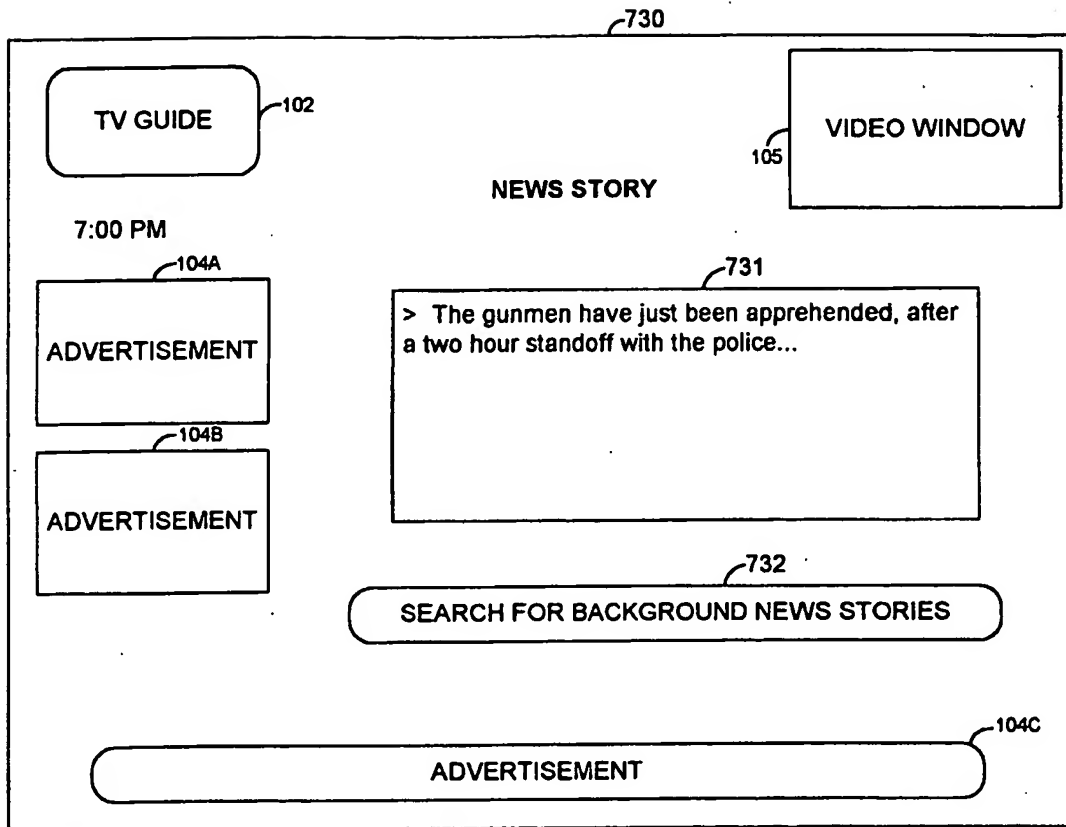 730
TV GUIDE
102
VIDEO WINDOW
105
NEWS STORY
7:00 PM
104A
ADVERTISEMENT
731
> The gunmen have just been apprehended, after
a two hour standoff with the police...
104B
ADVERTISEMENT
732
SEARCH FOR BACKGROUND NEWS STORIES
104C
ADVERTISEMENT